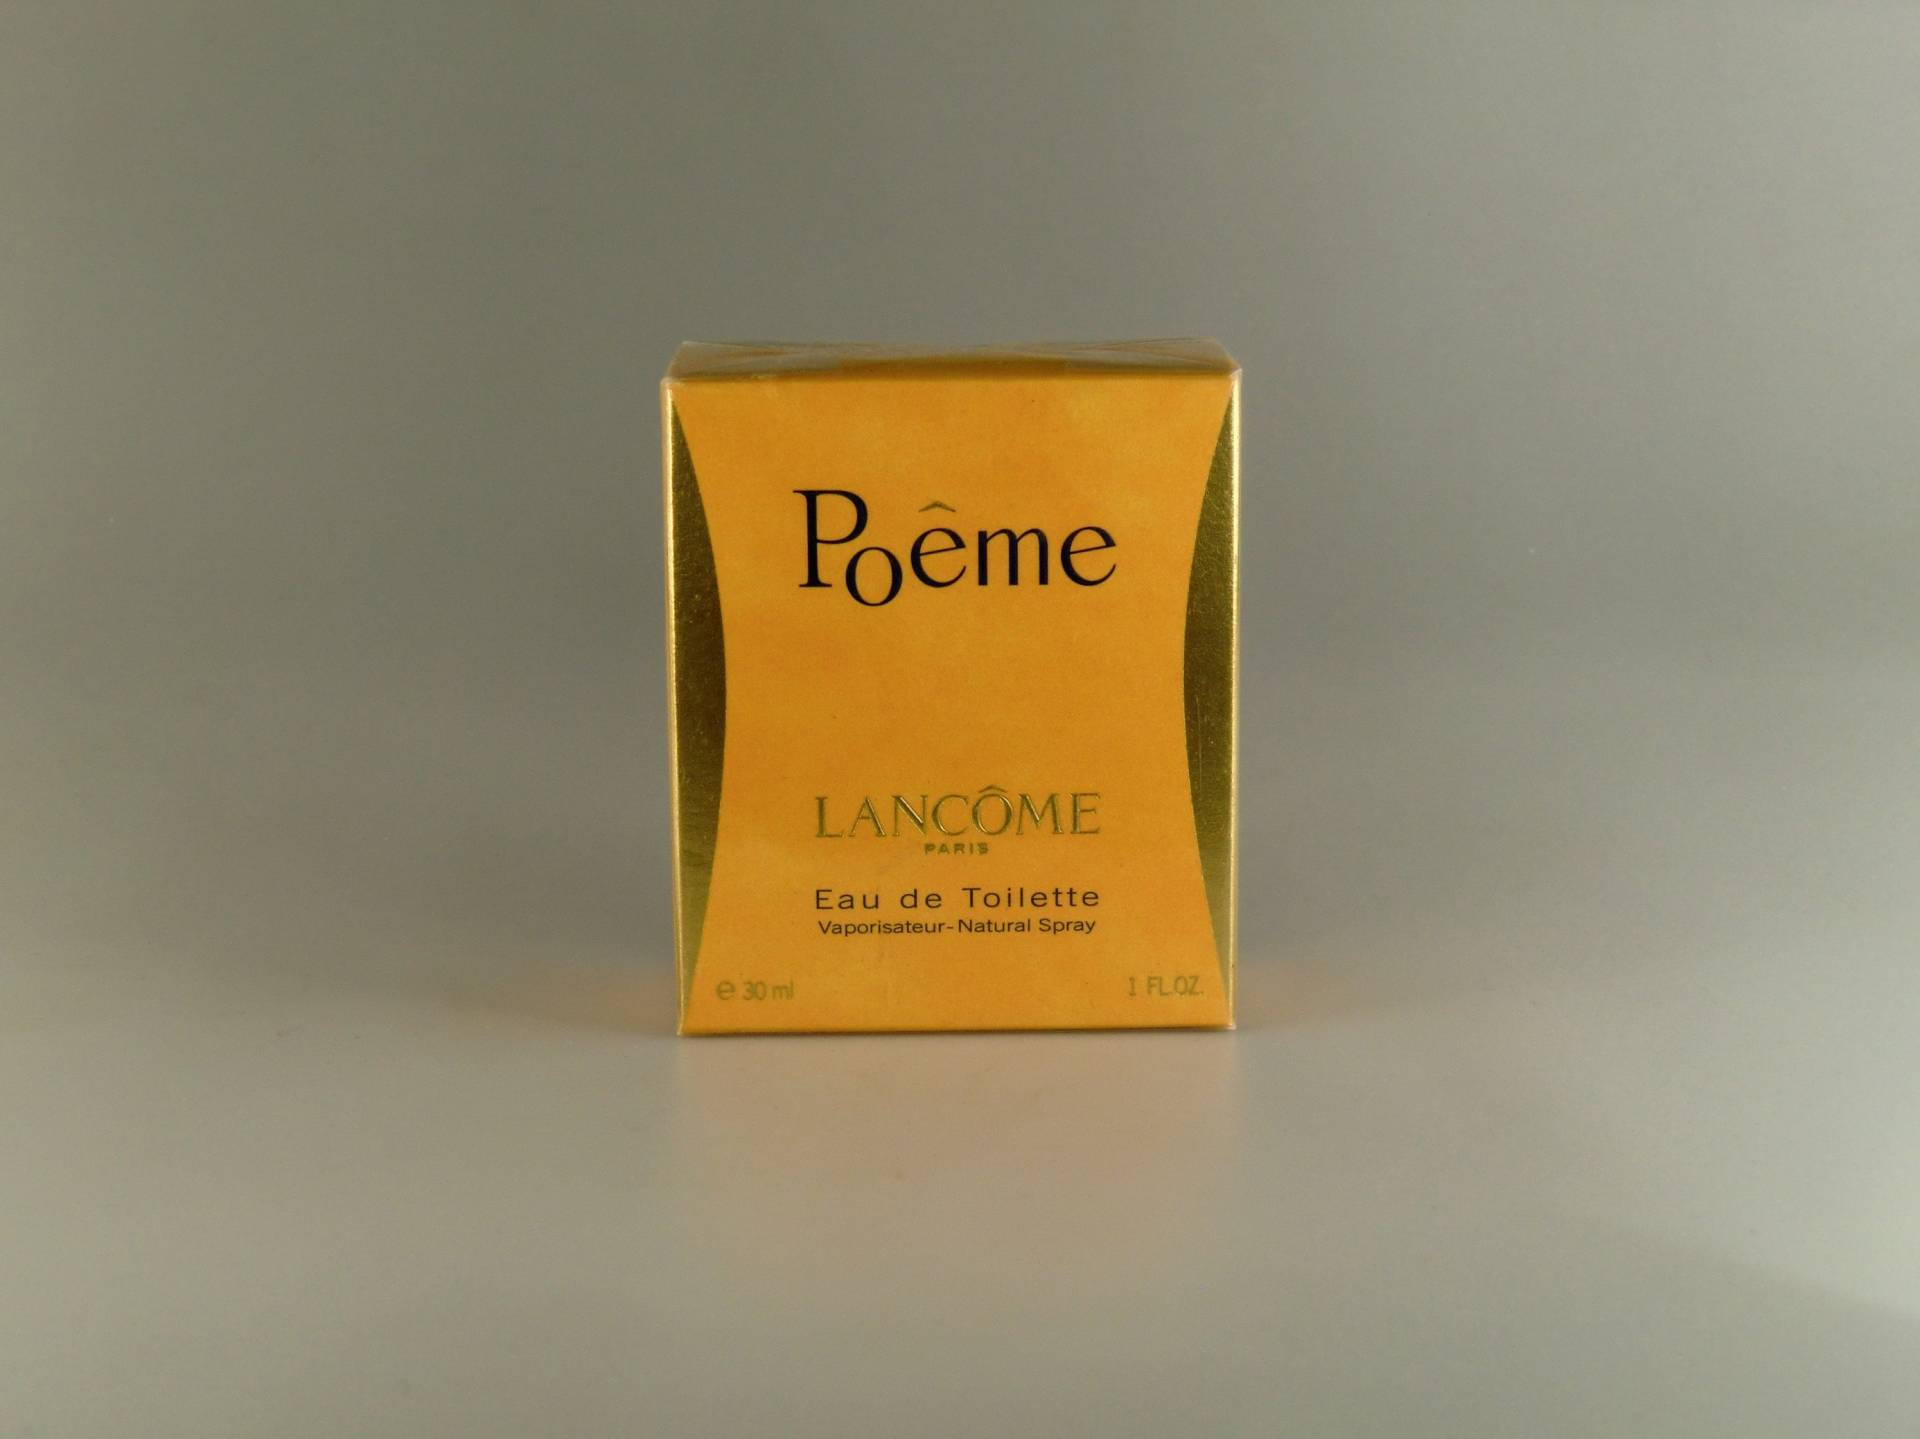 Poême
LANCÔME
PARIS
Eau de Toilette
Vaporisateur-Natural Spray
e 30 ml 1 FL.OZ.